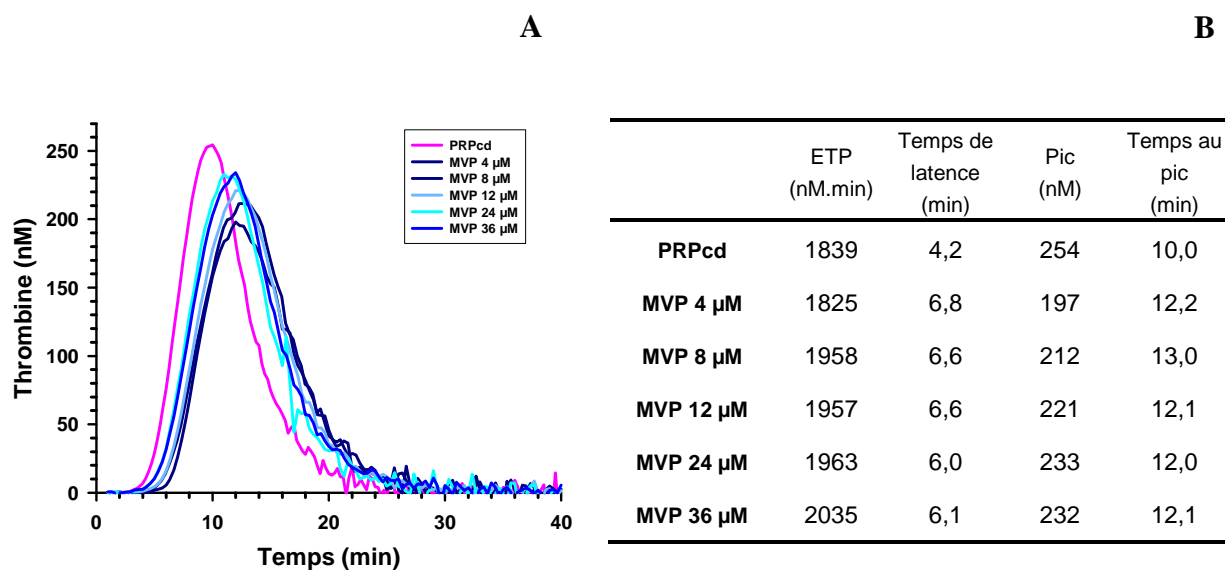 A
B
Thrombine (nM)
250
200
150
100
50
0
0
10
20
30
40
Temps (min)
PRPcd
MVP 4 µM
MVP 8 µM
MVP 12 µM
MVP 24 µM
MVP 36 µM
ETP (nM.min) Temps de latence (min) Pic (nM) Temps au pic (min)
PRPcd 1839 4,2 254 10,0
MVP 4 µM 1825 6,8 197 12,2
MVP 8 µM 1958 6,6 212 13,0
MVP 12 µM 1957 6,6 221 12,1
MVP 24 µM 1963 6,0 233 12,0
MVP 36 µM 2035 6,1 232 12,1